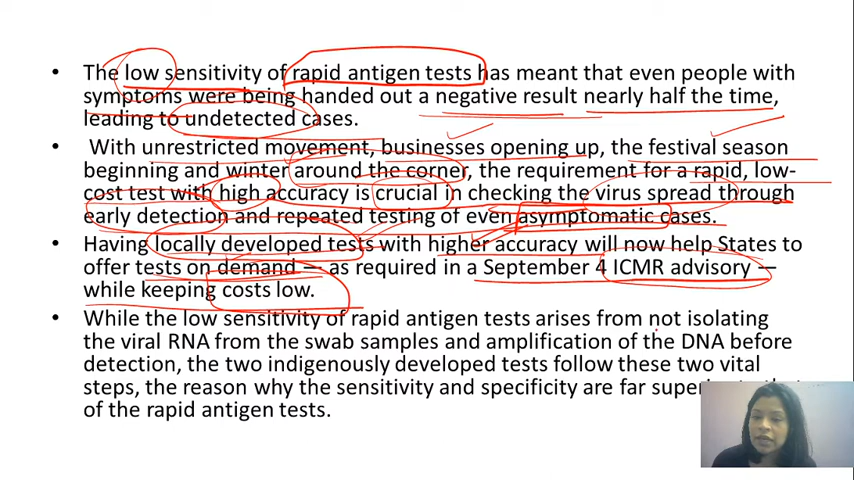 • The low sensitivity of rapid antigen tests has meant that even people with
symptoms were being handed out a negative result nearly half the time,
leading to undetected cases.
• With unrestricted movement, businesses opening up, the festival season
beginning and winter around the corner, the requirement for a rapid, low-
cost test with high accuracy is crucial in checking the virus spread through
early detection and repeated testing of even asymptomatic cases.
• Having locally developed tests with higher accuracy will now help States to
offer tests on demand — as required in a September 4 ICMR advisory —
while keeping costs low.
• While the low sensitivity of rapid antigen tests arises from not isolating
the viral RNA from the swab samples and amplification of the DNA before
detection, the two indigenously developed tests follow these two vital
steps, the reason why the sensitivity and specificity are far
of the rapid antigen tests.